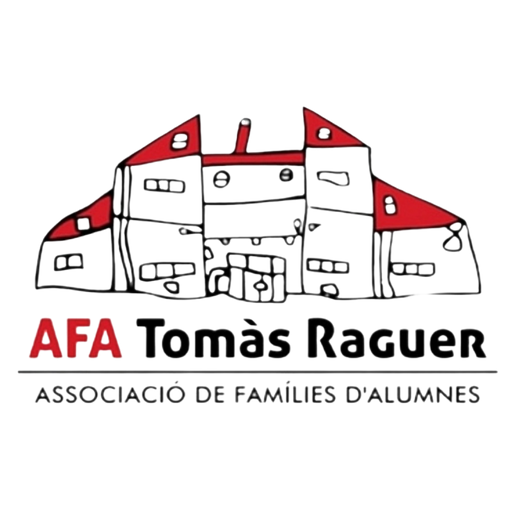 AFA Tomàs Raguer
ASSOCIACIÓ DE FAMÍLIES D'ALUMNES